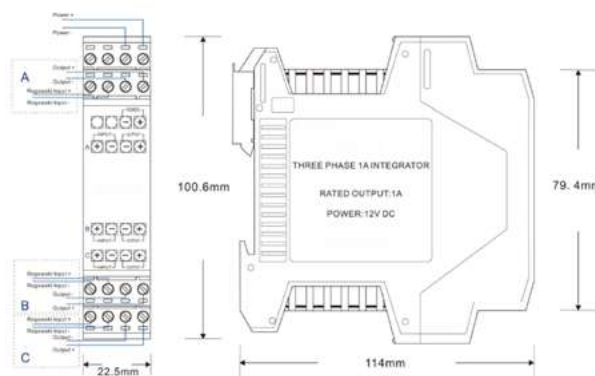 Power +
Power -
Output +
Output -
A
Rogowski Input +
Rogowski Input -
POWER
INPUT
OUTPUT
A
B
INPUT
OUTPUT
C
INPUT
OUTPUT
Rogowski Input +
Rogowski Input -
B
Output -
Output +
Rogowski Input +
Rogowski Input -
Output -
C
Output +
22.5mm
100.6mm
THREE PHASE 1A INTEGRATOR
RATED OUTPUT:1A
POWER:12V DC
79.4mm
114mm